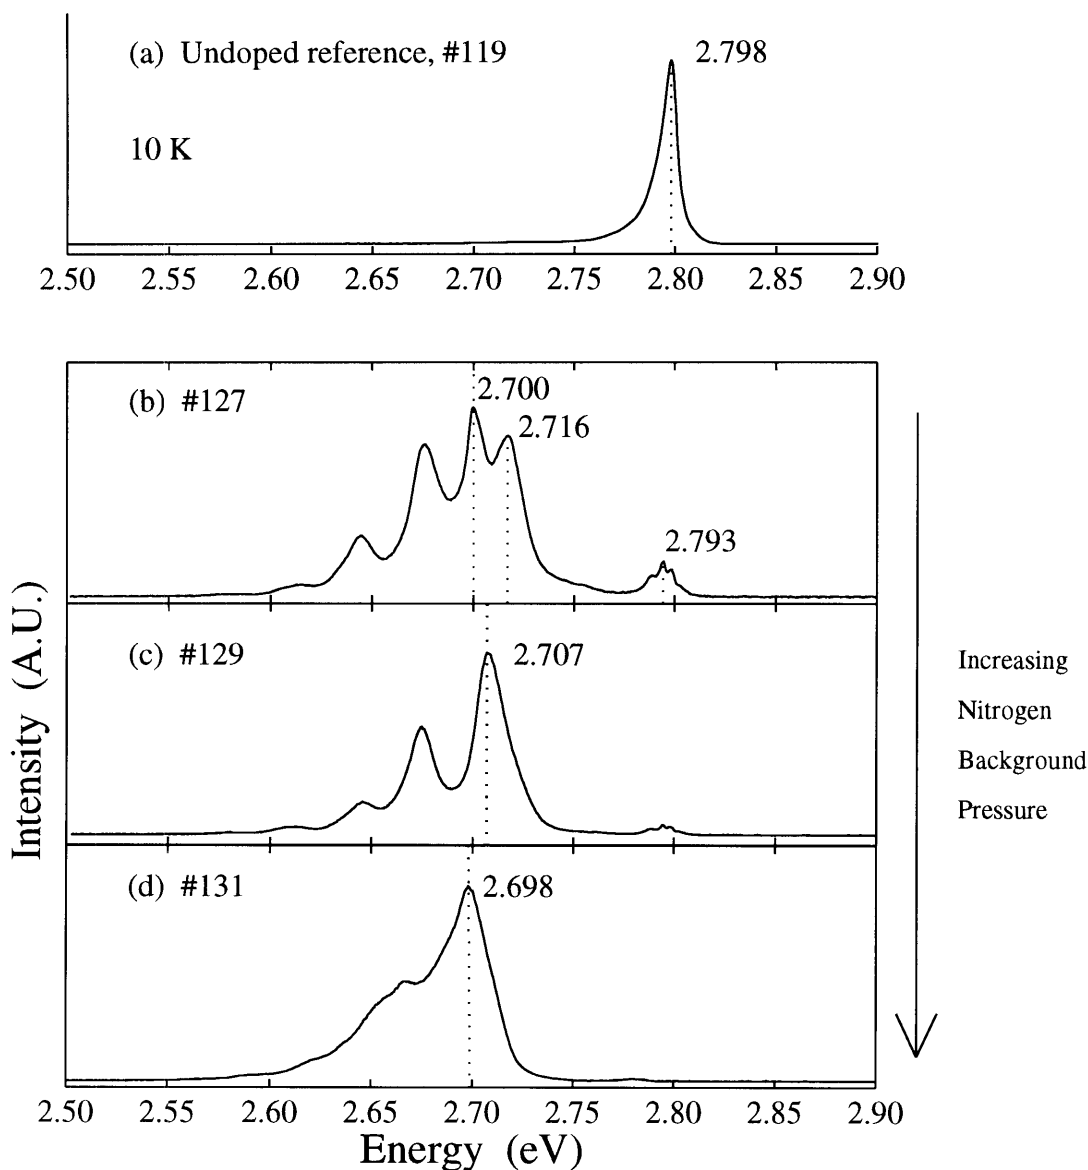 (a) Undoped reference, #119
2.798
10 K
2.50 2.55 2.60 2.65 2.70 2.75 2.80 2.85 2.90
(b) #127
2.700
2.716
2.793
(c) #129
2.707
(d) #131
2.698
Intensity (A.U.)
Increasing
Nitrogen
Background
Pressure
2.50 2.55 2.60 2.65 2.70 2.75 2.80 2.85 2.90
Energy (eV)